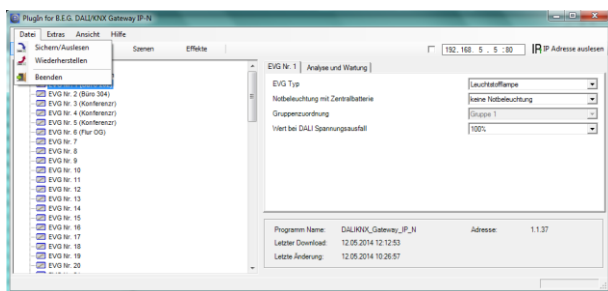 PlugIn for B.E.G. DALI/KNX Gateway IP-N
Datei Extras Ansicht Hilfe
Sichern/Auslesen
Wiederherstellen
Beenden
Szenen Effekte
192. 168. 5 . 5 :80 IP Adresse auslesen
EVG Nr. 2 (Büro 304)
EVG Nr. 3 (Konferenzr)
EVG Nr. 4 (Konferenzr)
EVG Nr. 5 (Konferenzr)
EVG Nr. 6 (Flur OG)
EVG Nr. 7
EVG Nr. 8
EVG Nr. 9
EVG Nr. 10
EVG Nr. 11
EVG Nr. 12
EVG Nr. 13
EVG Nr. 14
EVG Nr. 15
EVG Nr. 16
EVG Nr. 17
EVG Nr. 18
EVG Nr. 19
EVG Nr. 20
EVG Nr. 1 Analyse und Wartung
EVG Typ Leuchtstofflampe
Notbeleuchtung mit Zentralbatterie keine Notbeleuchtung
Gruppenzuordnung Gruppe 1
Wert bei DALI Spannungsausfall 100%
Programm Name: DALIKNX_Gateway_IP_N Adresse: 1.1.37
Letzter Download: 12.05.2014 12:12:53
Letzte Änderung: 12.05.2014 10:26:57